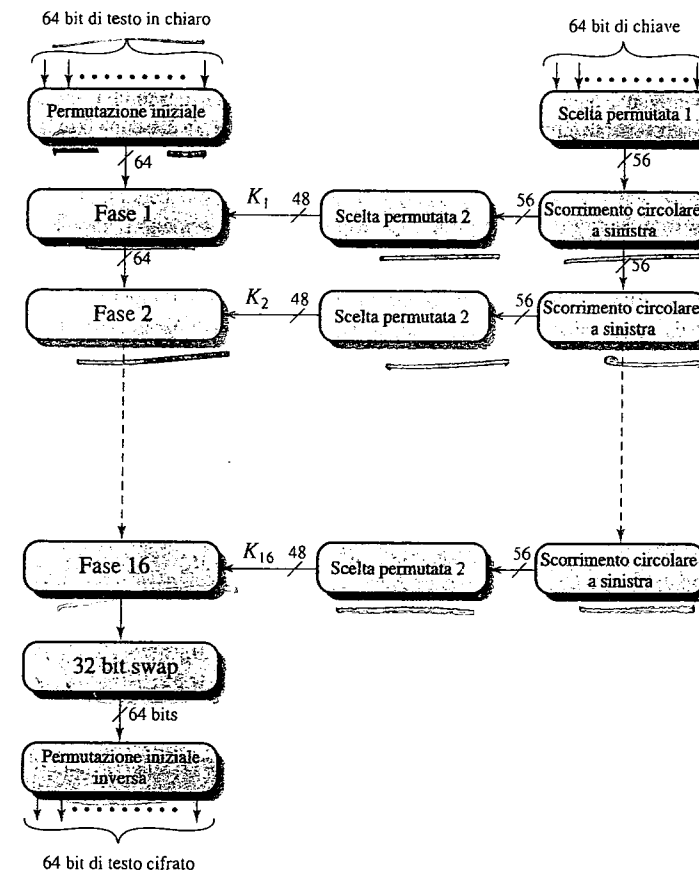 64 bit di testo in chiaro
64 bit di chiave
Permutazione iniziale
Scelta permutata 1
64
56
Fase 1
K1
48
Scelta permutata 2
56
Scorrimento circolare
a sinistra
64
56
Fase 2
K2
48
Scelta permutata 2
56
Scorrimento circolare
a sinistra
Fase 16
K16
48
Scelta permutata 2
56
Scorrimento circolare
a sinistra
32 bit swap
64 bits
Permutazione iniziale
inversa
64 bit di testo cifrato